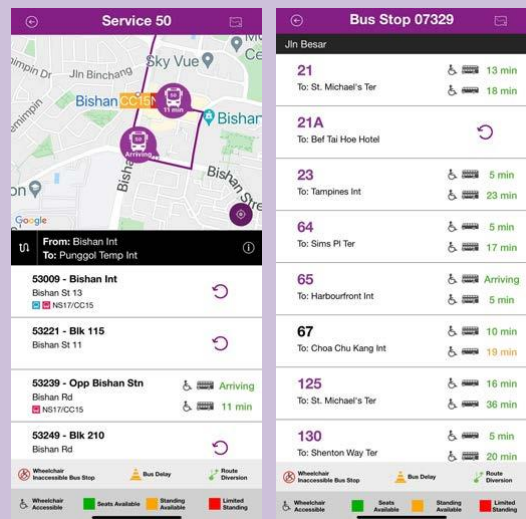 Service 50
Sky Vue
Jln Binchang
Bishan CC15
50
11 min
Bishan
50
Arriving
Google
From: Bishan Int
To: Punggol Temp Int
53009 - Bishan Int
Bishan St 13
NS17/CC15
53221 - Blk 115
Bishan St 11
53239 - Opp Bishan Stn
Arriving
Bishan Rd
11 min
NS17/CC15
53249 - Blk 210
Bishan Rd
Wheelchair
Inaccessible Bus Stop
Bus Delay
Route
Diversion
Wheelchair
Accessible
Seats Available
Standing
Available
Limited
Standing
Bus Stop 07329
Jln Besar
21
13 min
To: St. Michael's Ter
18 min
21A
To: Bef Tai Hoe Hotel
23
5 min
To: Tampines Int
23 min
64
5 min
To: Sims Pl Ter
17 min
65
Arriving
To: Harbourfront Int
5 min
67
10 min
To: Choa Chu Kang Int
19 min
125
16 min
To: St. Michael's Ter
36 min
130
5 min
To: Shenton Way Ter
20 min
Wheelchair
Inaccessible Bus Stop
Bus Delay
Route
Diversion
Wheelchair
Accessible
Seats
Available
Standing
Available
Limited
Standing